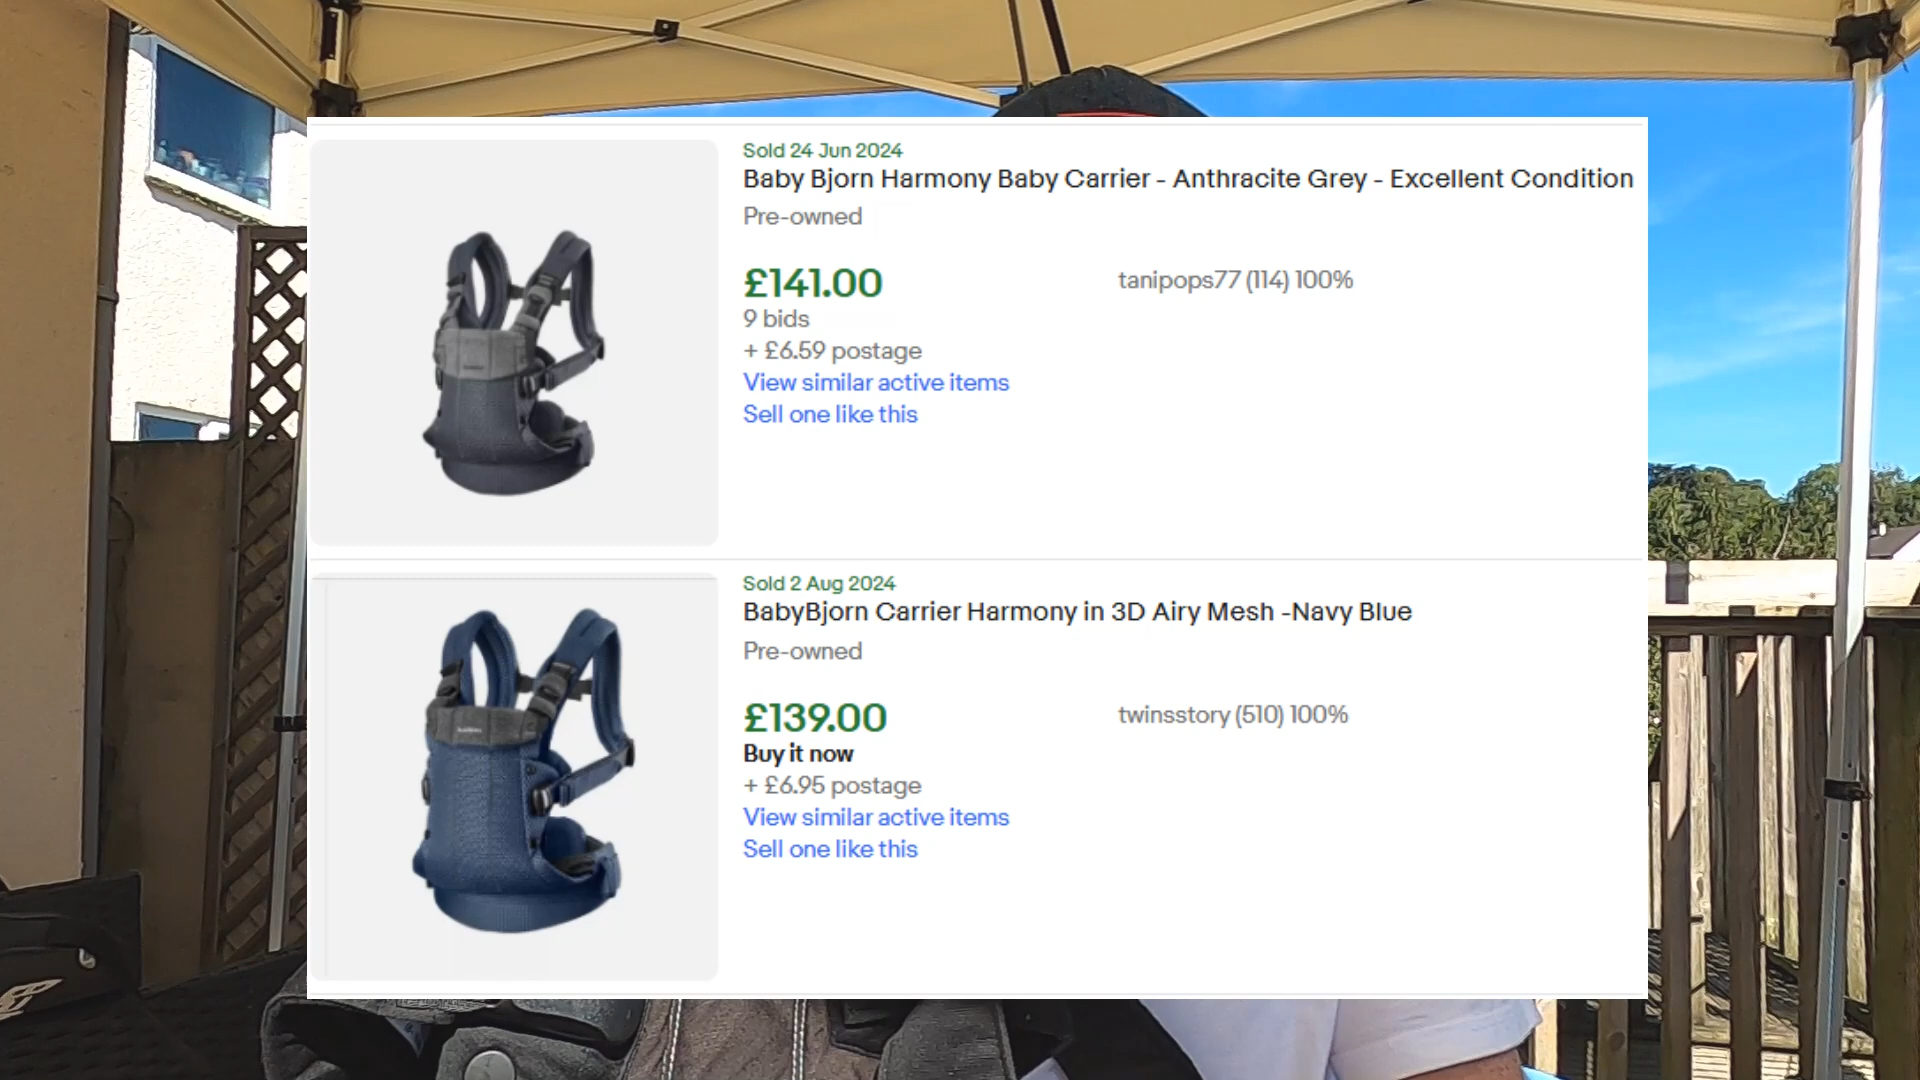 Sold 24 Jun 2024
Baby Bjorn Harmony Baby Carrier - Anthracite Grey - Excellent Condition
Pre-owned
£141.00
tanipops77 (114) 100%
9 bids
+ £6.59 postage
View similar active items
Sell one like this
Sold 2 Aug 2024
BabyBjorn Carrier Harmony in 3D Airy Mesh -Navy Blue
Pre-owned
£139.00
twinsstory (510) 100%
Buy it now
+ £6.95 postage
View similar active items
Sell one like this